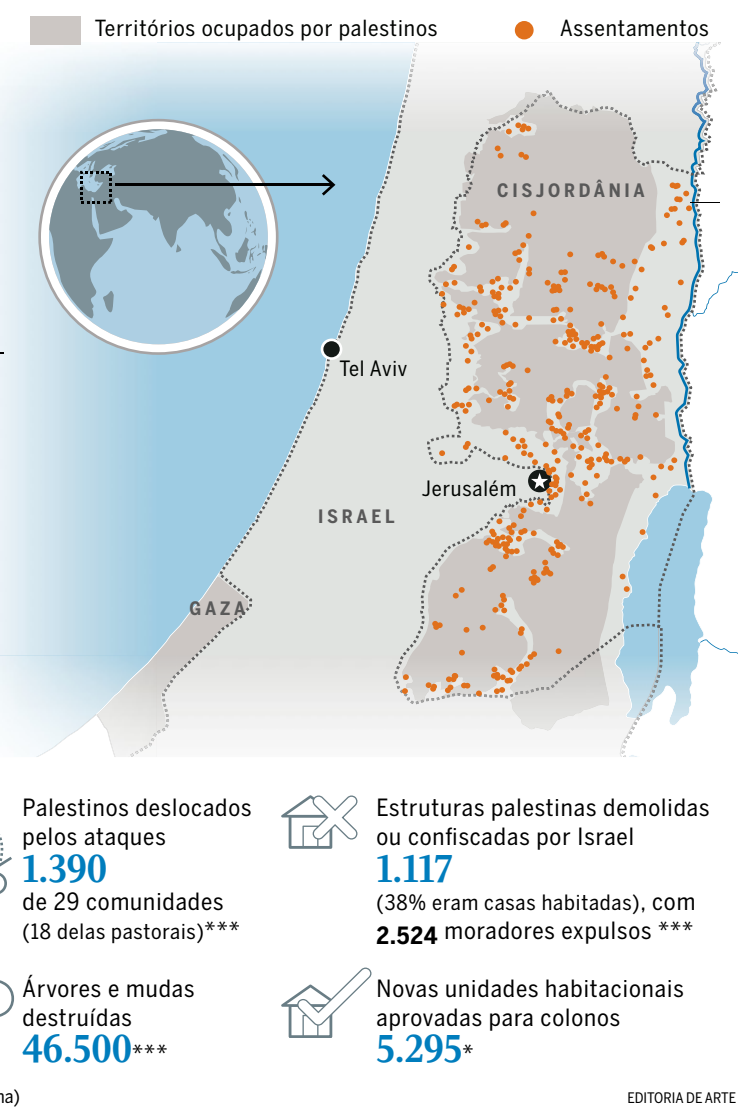 Territórios ocupados por palestinos
Assentamentos
CISJORDÂNIA
Tel Aviv
Jerusalém
ISRAEL
GAZA
Palestinos deslocados
pelos ataques
1.390
de 29 comunidades
(18 delas pastorais)***
Estruturas palestinas demolidas
ou confiscadas por Israel
1.117
(38% eram casas habitadas), com
2.524 moradores expulsos ***
Árvores e mudas
destruídas
46.500***
Novas unidades habitacionais
aprovadas para colonos
5.295*
EDITORIA DE ARTE